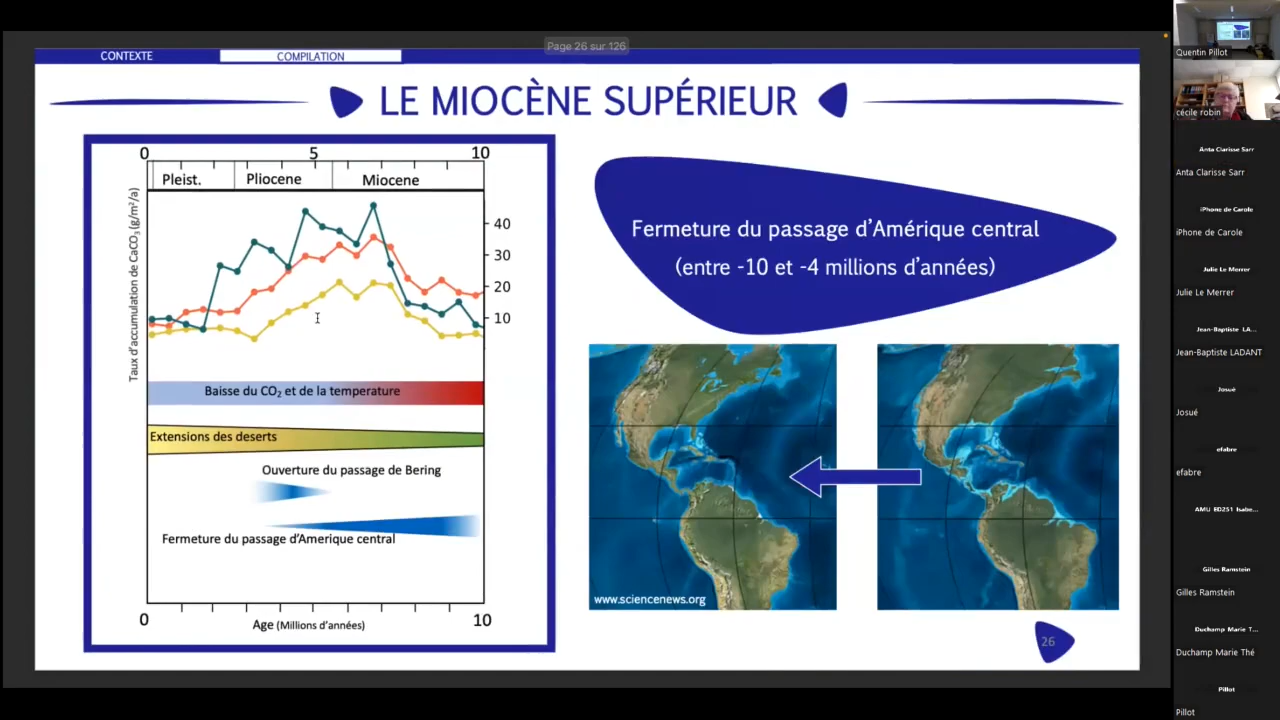 Page 26 sur 126
CONTEXTE
COMPILATION
LE MIOCÈNE SUPÉRIEUR
0 5 10
Pleist. Pliocene Miocene
Taux d'accumulation de CaCO₃ (g/m²/a)
40
30
20
10
Baisse du CO₂ et de la temperature
Extensions des deserts
Ouverture du passage de Bering
Fermeture du passage d'Amerique central
0 10
Age (Millions d'années)
Fermeture du passage d'Amérique central
(entre -10 et -4 millions d'années)
www.sciencenews.org
26
Quentin Pillot
cécile robin
Anta Clarisse Sarr
Anta Clarisse Sarr
iPhone de Carole
iPhone de Carole
Julie Le Merrer
Julie Le Merrer
Jean-Baptiste LA...
Jean-Baptiste LADANT
Josué
Josué
efabre
efabre
AMU ED251 Isabe...
Gilles Ramstein
Gilles Ramstein
Duchamp Marie T...
Duchamp Marie Thé
Pillot
Pillot